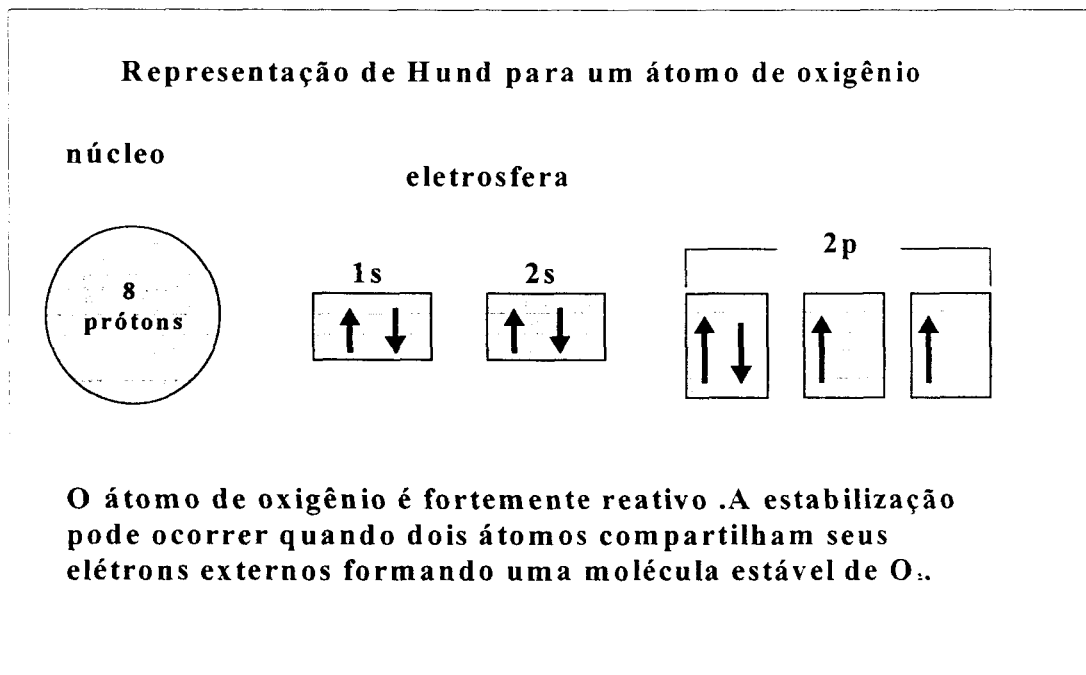 Representação de Hund para um átomo de oxigênio
núcleo
eletrosfera
8
prótons
1s
2s
2p
O átomo de oxigênio é fortemente reativo .A estabilização
pode ocorrer quando dois átomos compartilham seus
elétrons externos formando uma molécula estável de O₂.